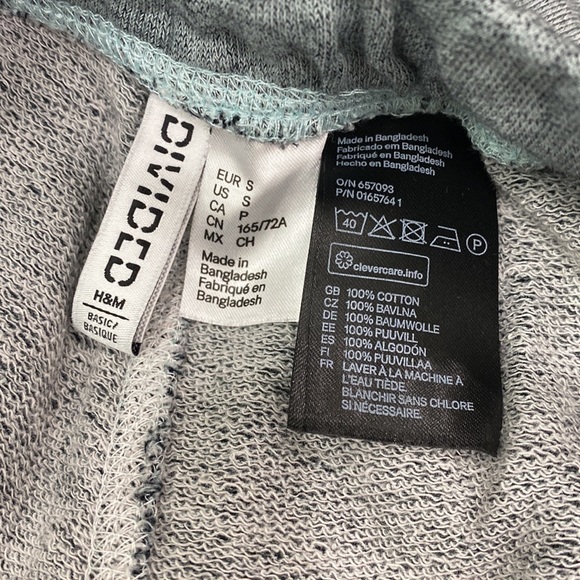 DIVIDED
H&M
BASIC/
BASIQUE
EUR S
US S
CA P
CN 165/72A
MX CH
Made in
Bangladesh
Fabriqué en
Bangladesh
Made in Bangladesh
Fabricado em Bangladesh
Fabriqué en Bangladesh
Hecho en Bangladesh
O/N 657093
P/N 01657641
40
P
clevercare.info
GB 100% COTTON
CZ 100% BAVLNA
DE 100% BAUMWOLLE
EE 100% PUUVILL
ES 100% ALGODÓN
FI 100% PUUVILLAA
FR LAVER À LA MACHINE À
L'EAU TIÈDE.
BLANCHIR SANS CHLORE
SI NÉCESSAIRE.